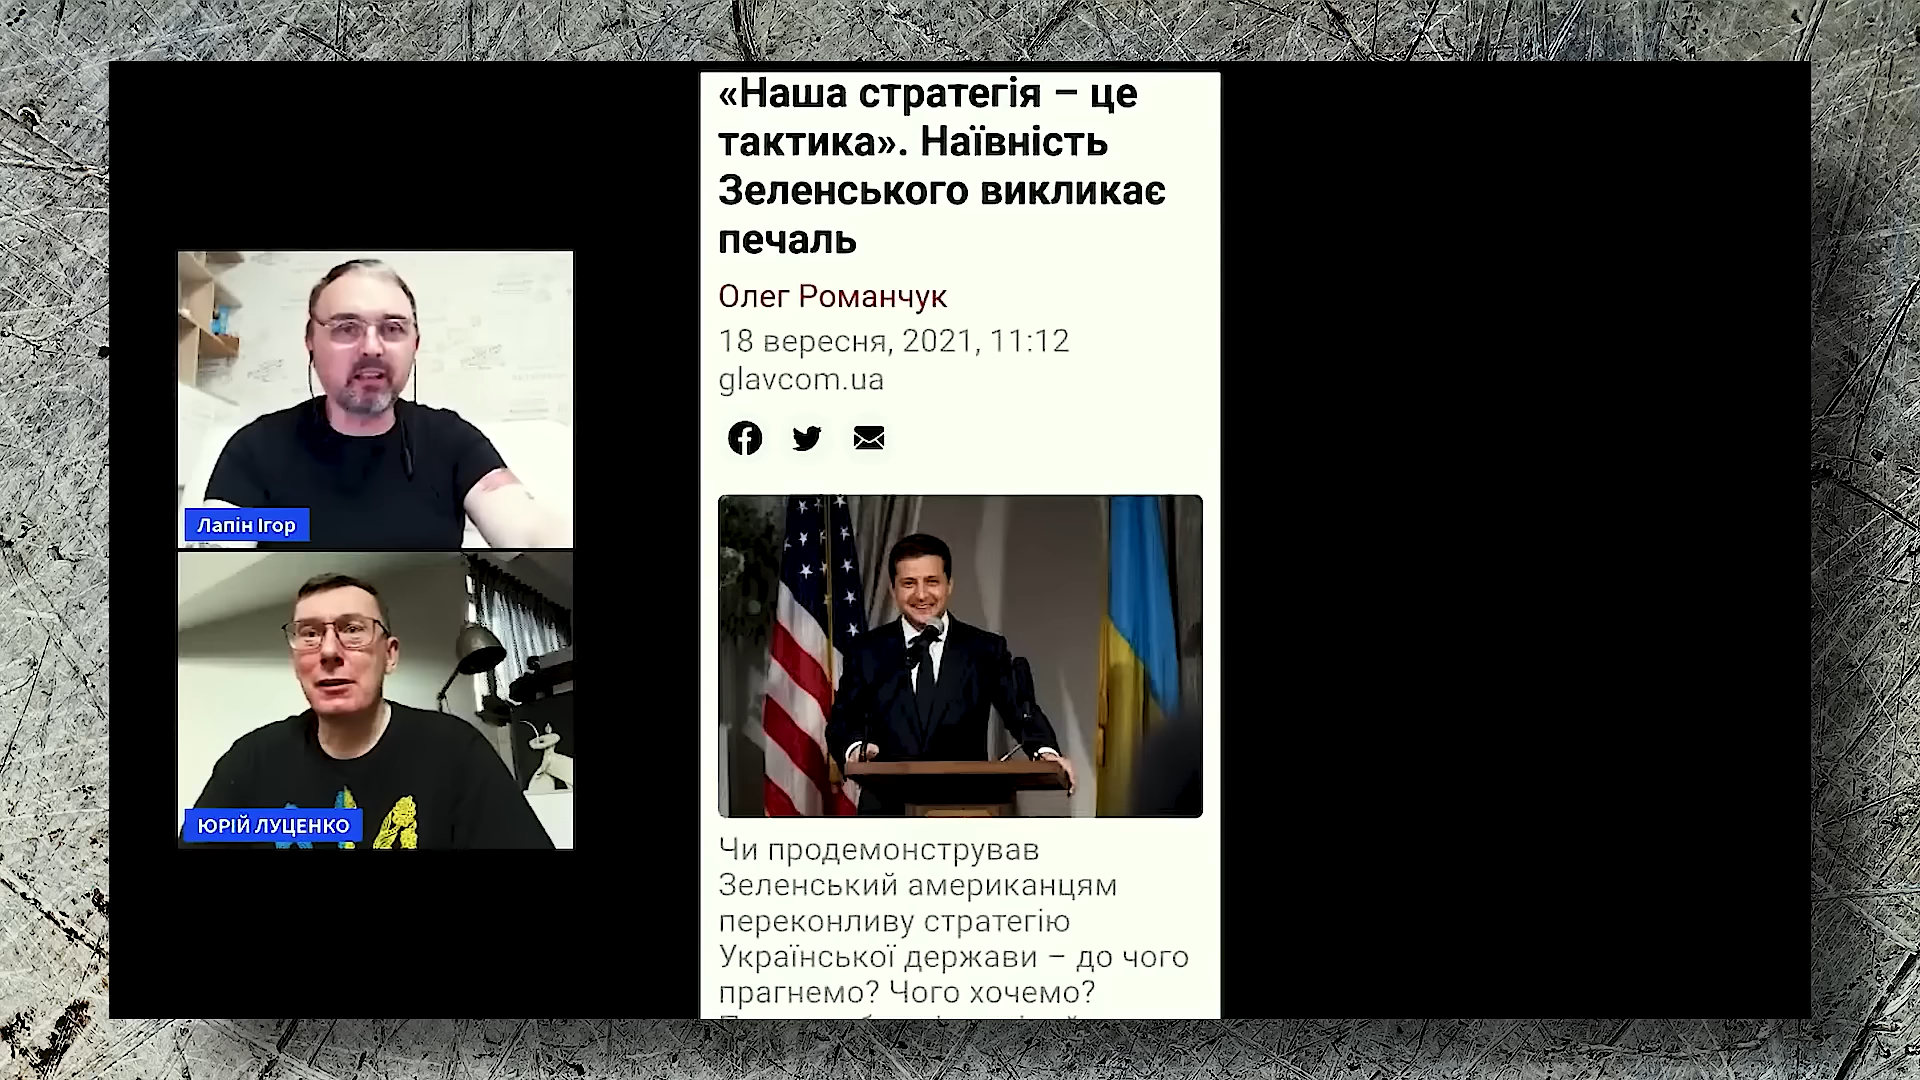 «Наша стратегія – це
тактика». Наївність
Зеленського викликає
печаль
Олег Романчук
18 вересня, 2021, 11:12
glavcom.ua
Лапін Ігор
ЮРІЙ ЛУЦЕНКО
Чи продемонстрував
Зеленський американцям
переконливу стратегію
Української держави – до чого
прагнемо? Чого хочемо?